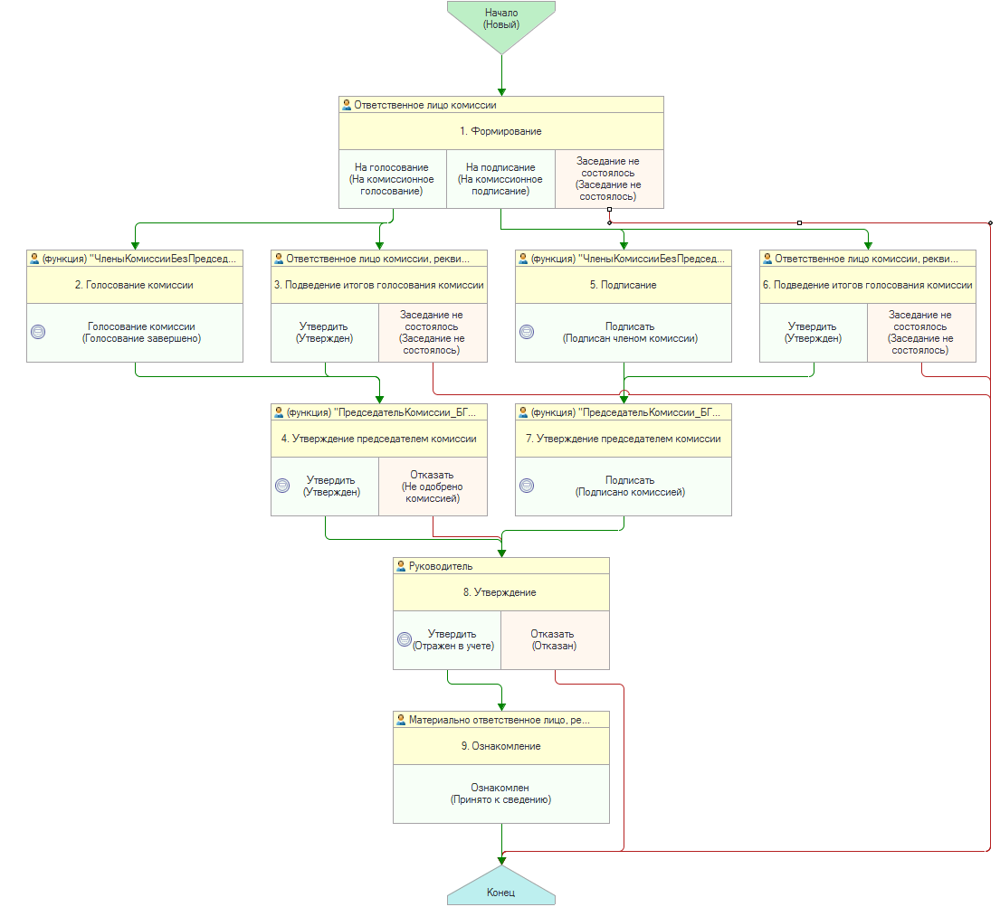 Начало
(Новый)
Ответственное лицо комиссии
1. Формирование
На голосование
(На комиссионное
голосование)
На подписание
(На комиссионное
подписание)
Заседание не
состоялось
(Заседание не
состоялось)
(функция) "ЧленыКомиссииБезПредсед...
2. Голосование комиссии
Голосование комиссии
(Голосование завершено)
Ответственное лицо комиссии, рекви...
3. Подведение итогов голосования комиссии
Утвердить
(Утвержден)
Заседание не
состоялось
(Заседание не
состоялось)
(функция) "ЧленыКомиссииБезПредсед...
5. Подписание
Подписать
(Подписан членом комиссии)
Ответственное лицо комиссии, рекви...
6. Подведение итогов голосования комиссии
Утвердить
(Утвержден)
Заседание не
состоялось
(Заседание не
состоялось)
(функция) "ПредседательКомиссии_БГ...
4. Утверждение председателем комиссии
Утвердить
(Утвержден)
Отказать
(Не одобрено
комиссией)
(функция) "ПредседательКомиссии_БГ...
7. Утверждение председателем комиссии
Подписать
(Подписано комиссией)
Руководитель
8. Утверждение
Утвердить
(Отражен в учете)
Отказать
(Отказан)
Материально ответственное лицо, ре...
9. Ознакомление
Ознакомлен
(Принято к сведению)
Конец